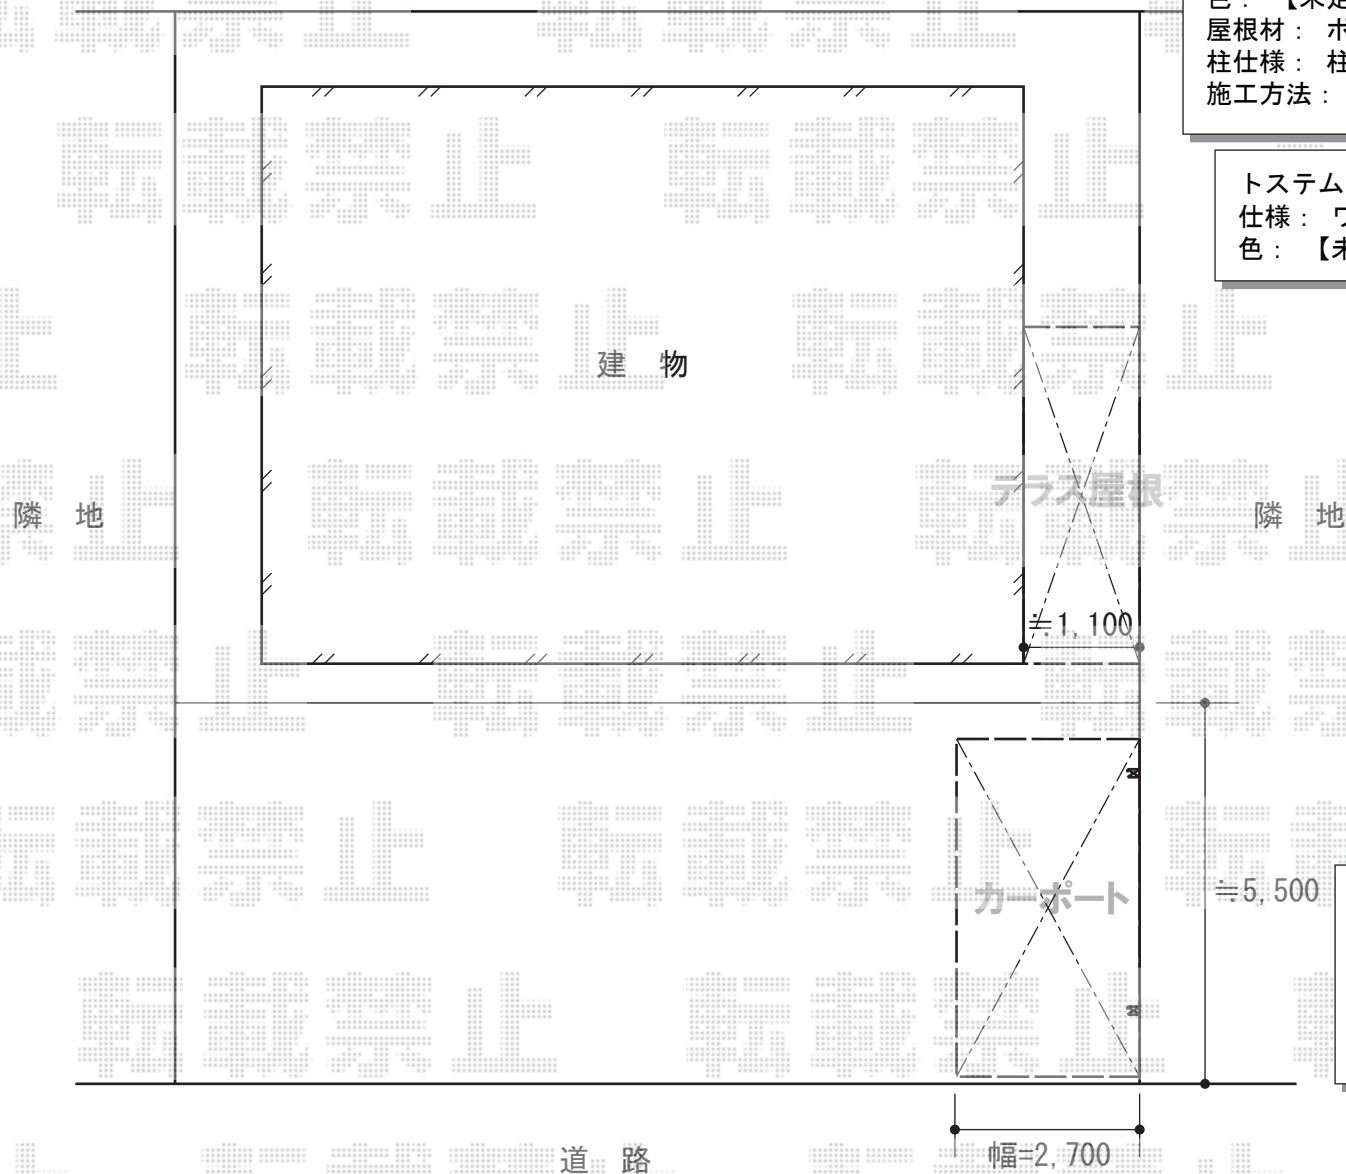 色： 【未定
屋根材： ポ
柱仕様： 柱
施工方法：
トステム
仕様： ワ
色： 【未
建 物
テラス屋根
隣 地
隣 地
≒1,100
カーポート
≒5,500
幅=2,700
道 路
転載禁止